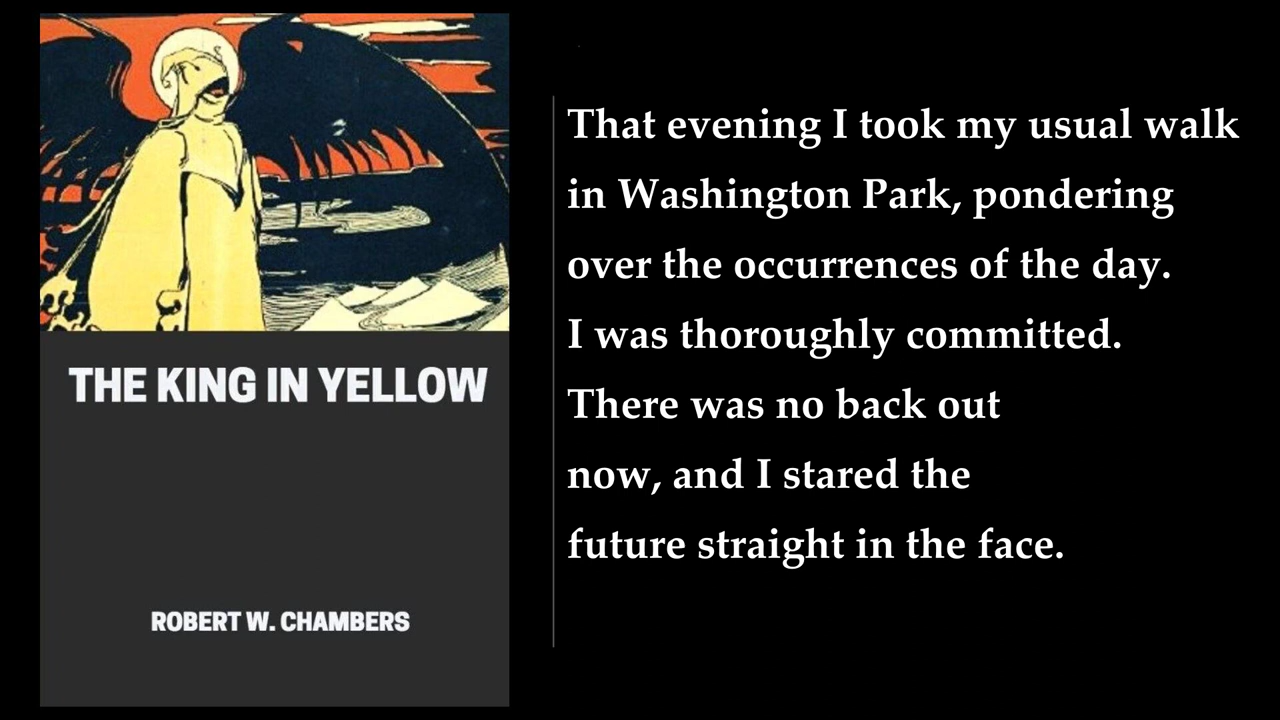 THE KING IN YELLOW
ROBERT W. CHAMBERS
That evening I took my usual walk
in Washington Park, pondering
over the occurrences of the day.
I was thoroughly committed.
There was no back out
now, and I stared the
future straight in the face.